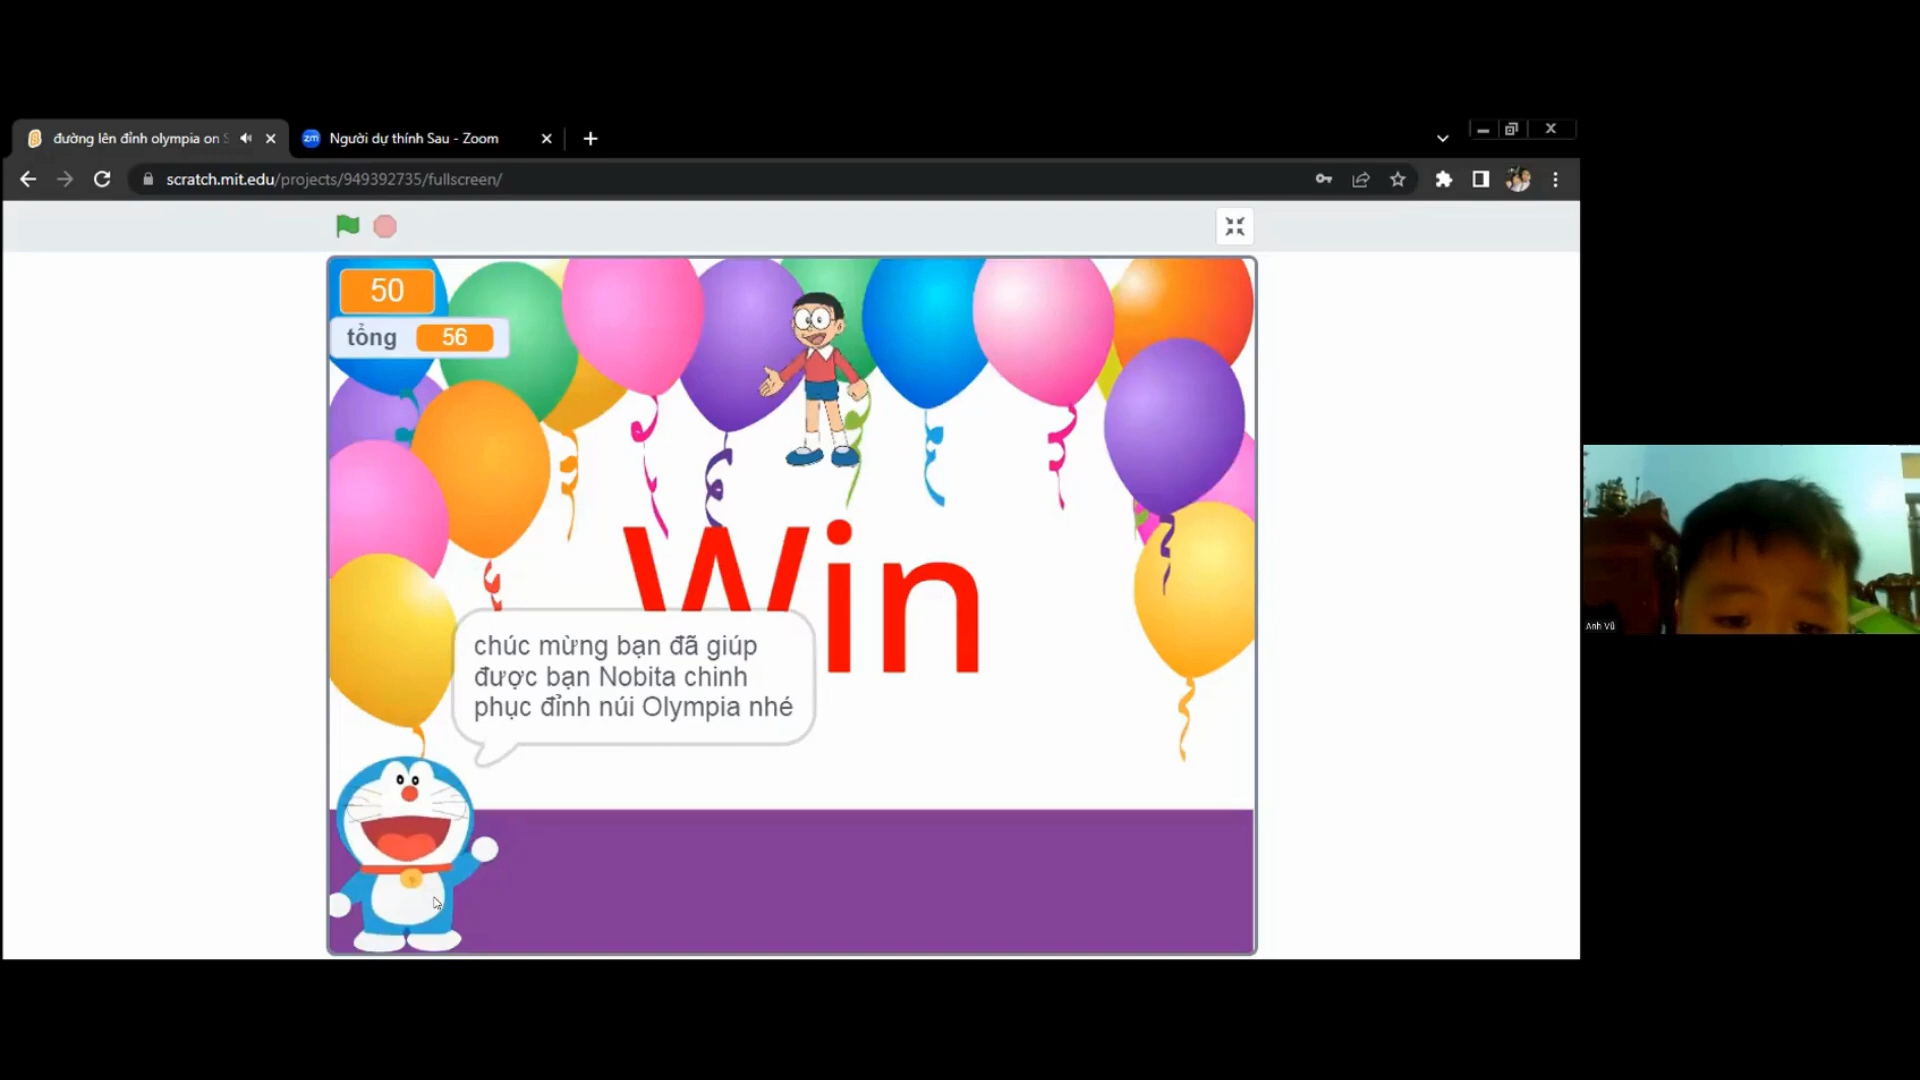 đường lên đỉnh olympia on S
Người dự thính Sau - Zoom
scratch.mit.edu/projects/949392735/fullscreen/
50
tổng 56
Win
chúc mừng bạn đã giúp
được bạn Nobita chinh
phục đỉnh núi Olympia nhé
Anh Vũ